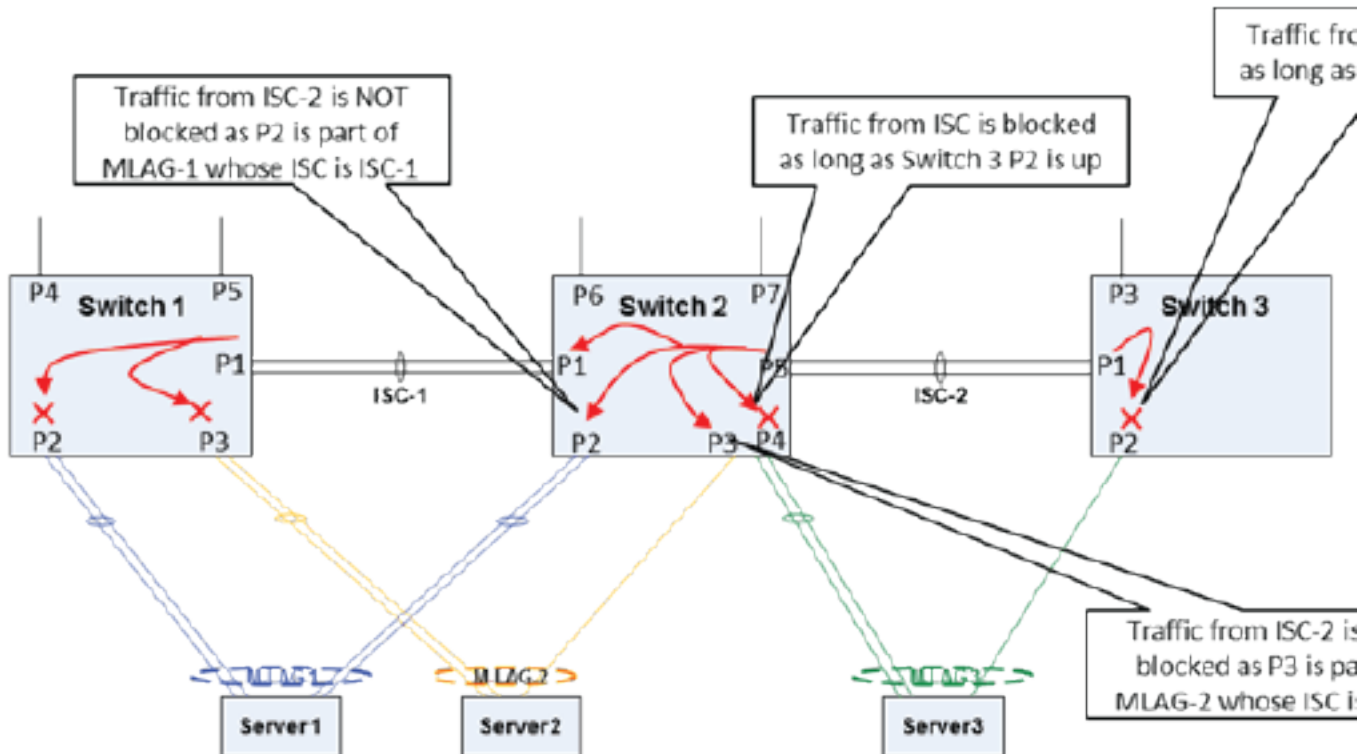 Traffic fro
as long as
Traffic from ISC-2 is NOT
blocked as P2 is part of
MLAG-1 whose ISC is ISC-1
Traffic from ISC is blocked
as long as Switch 3 P2 is up
P4
P5
Switch 1
P1
P2
P3
ISC-1
P6
P7
Switch 2
P1
P5
P2
P3
P4
ISC-2
P3
Switch 3
P1
P2
Traffic from ISC-2 is
blocked as P3 is pa
MLAG-2 whose ISC is
MLAG-2
Server1
Server2
Server3